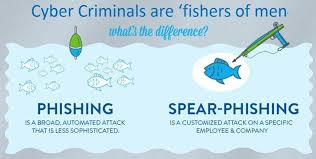 Cyber Criminals are ‘fishers of men
what's the difference?
PHISHING
IS A BROAD, AUTOMATED ATTACK
THAT IS LESS SOPHISTICATED.
SPEAR-PHISHING
IS A CUSTOMIZED ATTACK ON A SPECIFIC
EMPLOYEE & COMPANY